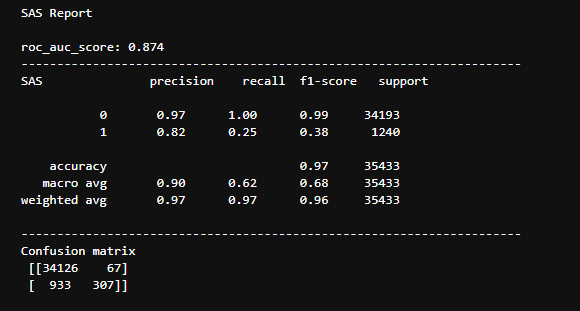 SAS Report
roc_auc_score: 0.874
-----------------------------------------------------------------------
SAS precision recall f1-score support
0 0.97 1.00 0.99 34193
1 0.82 0.25 0.38 1240
accuracy 0.97 35433
macro avg 0.90 0.62 0.68 35433
weighted avg 0.97 0.97 0.96 35433
-----------------------------------------------------------------------
Confusion matrix
[[34126 67]
[ 933 307]]